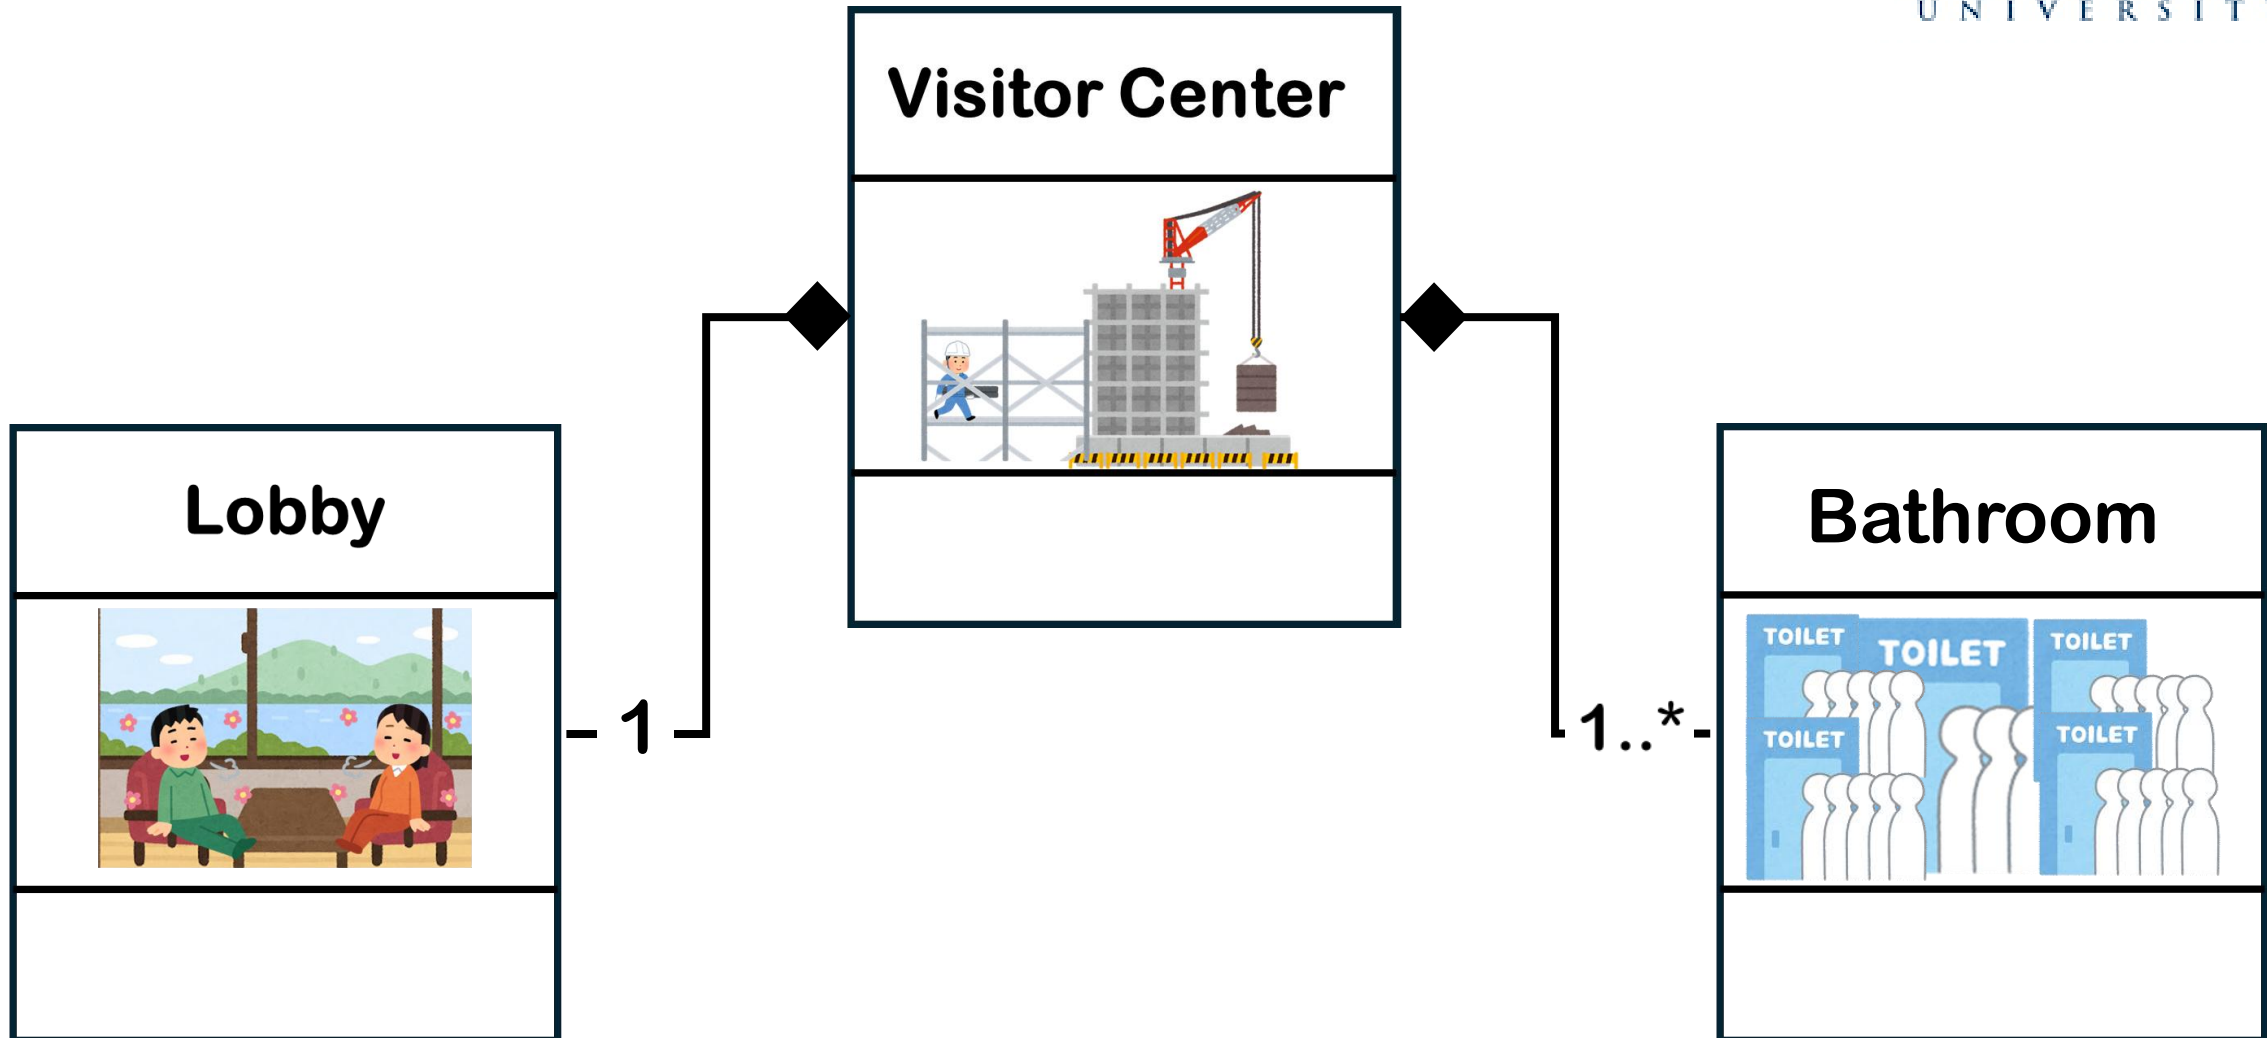 UNIVERSIT
Visitor Center
Lobby
Bathroom
TOILET
TOILET
TOILET
TOILET
TOILET
1
1..*